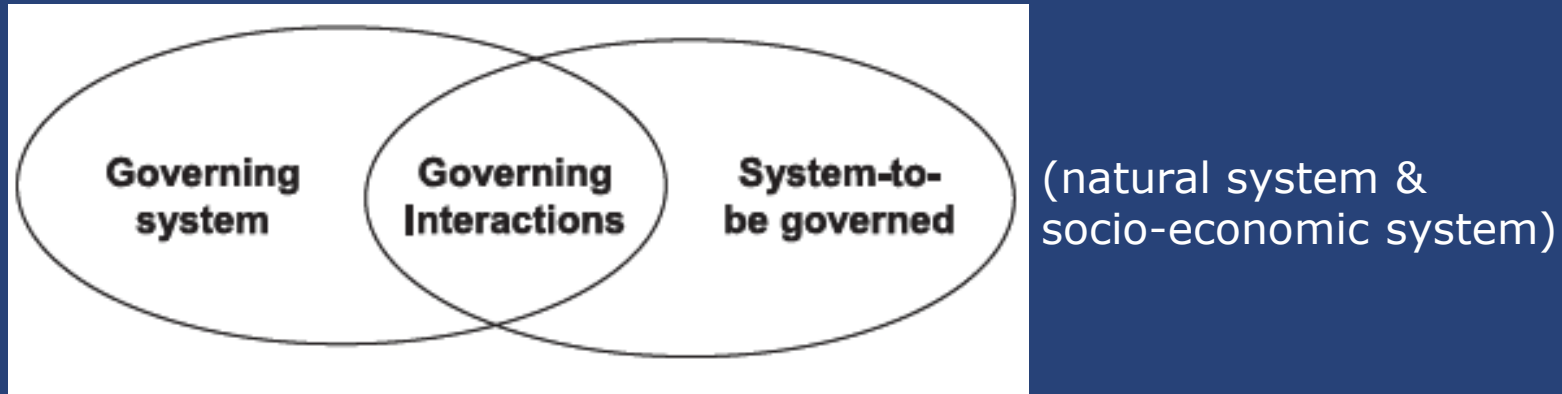 Governing
system
Governing
Interactions
System-to-
be governed
(natural system &
socio-economic system)